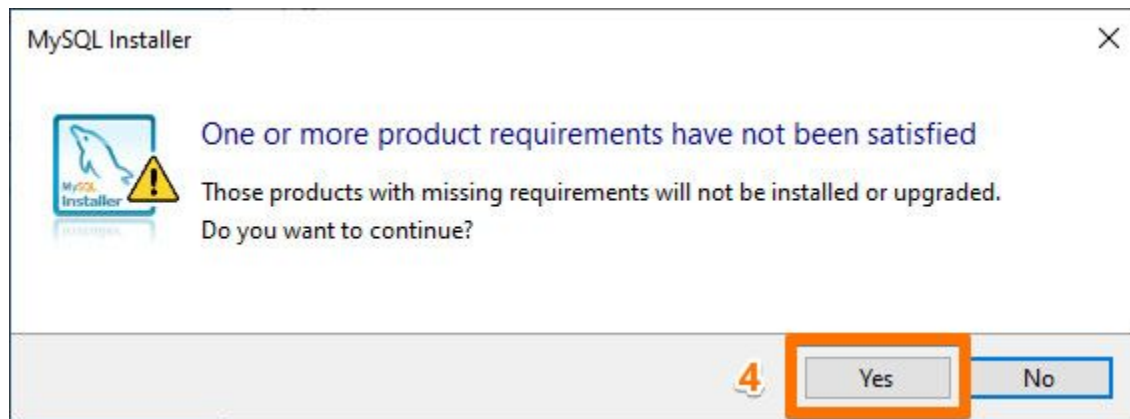 MySQL Installer
One or more product requirements have not been satisfied
MySQL
Installer
Those products with missing requirements will not be installed or upgraded.
Do you want to continue?
4
Yes
No